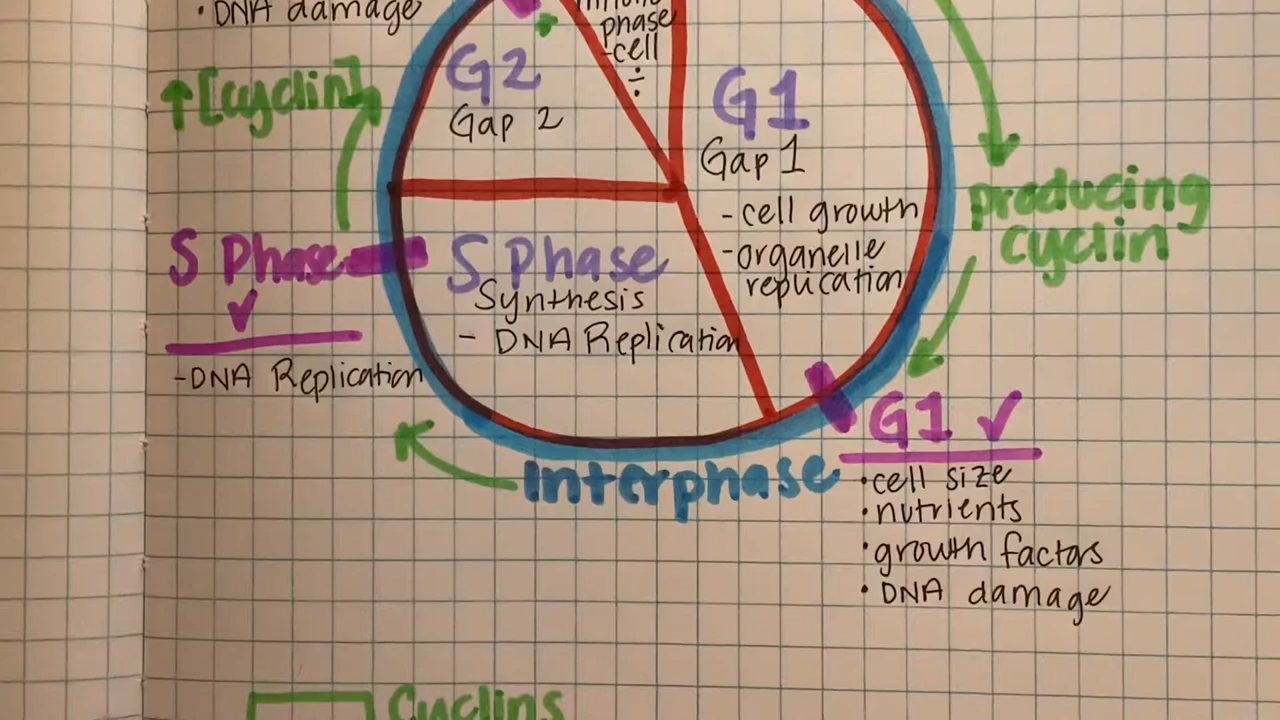 • DNA damage
phase
-cell
÷
G2
Gap 2
↑[cyclin]
G1
Gap 1
- cell growth
- organelle
replication
producing
cyclin
S Phase
✓
- DNA Replication
S Phase
Synthesis
- DNA Replication
G1 ✓
• cell size
• nutrients
• growth factors
• DNA damage
Interphase
Cyclins